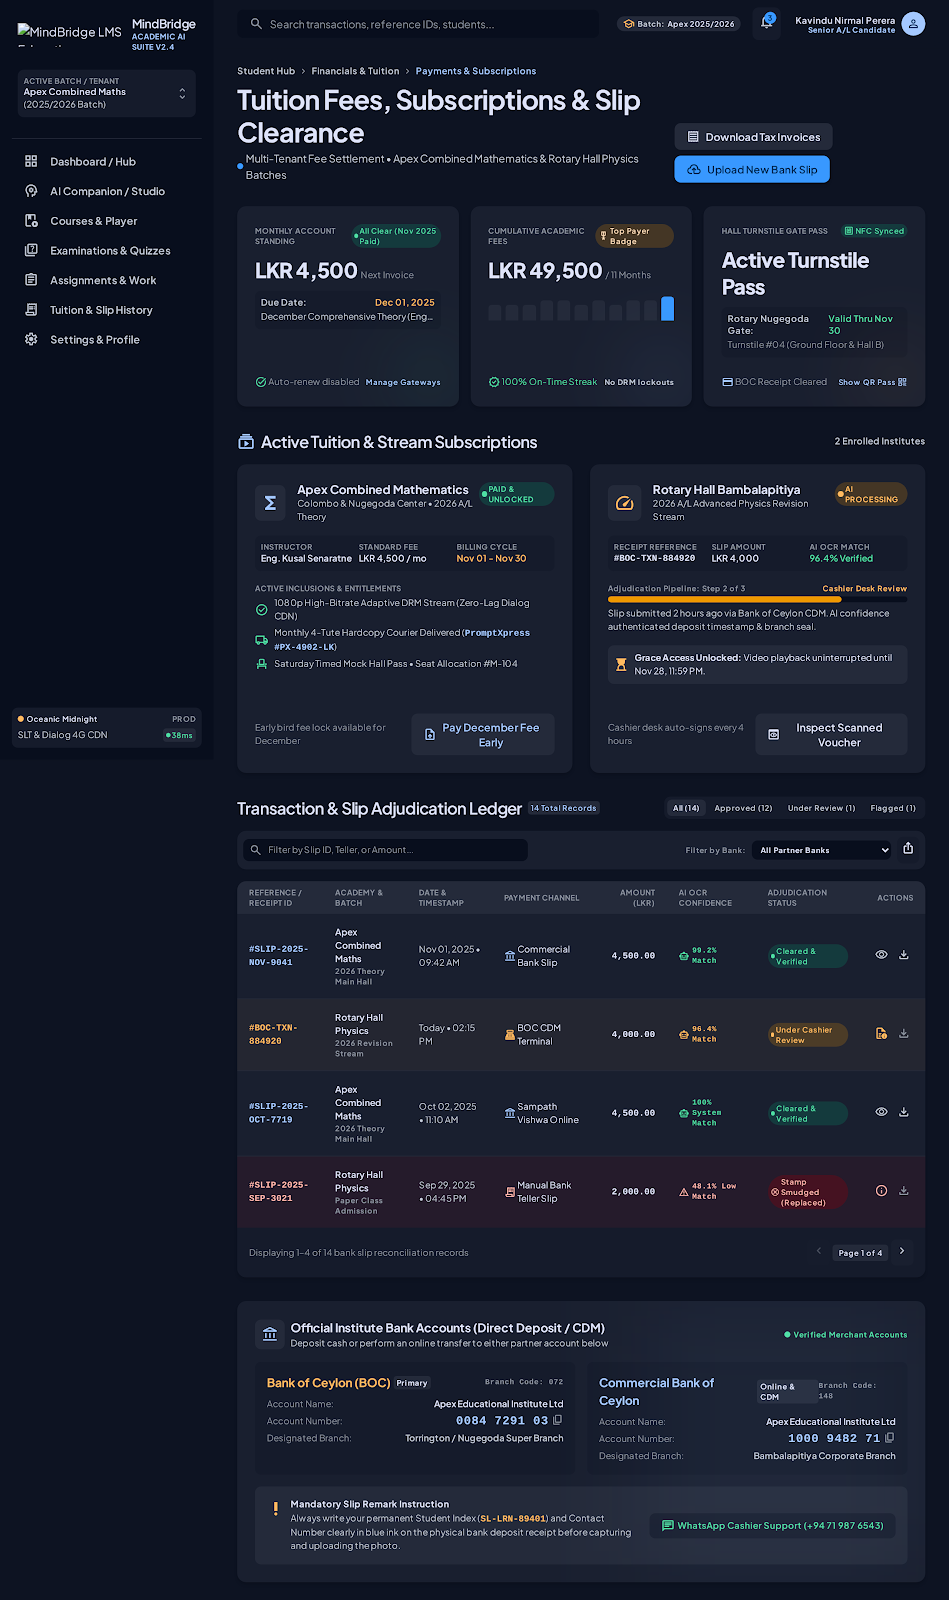 MindBridge LMS
MindBridge
ACADEMIC AI
SUITE V2.4
Search transactions, reference IDs, students...
Batch: Apex 2025/2026
3
Kavindu Nirmal Perera
Senior A/L Candidate
ACTIVE BATCH / TENANT
Apex Combined Maths
(2025/2026 Batch)
Dashboard / Hub
AI Companion / Studio
Courses & Player
Examinations & Quizzes
Assignments & Work
Tuition & Slip History
Settings & Profile
Oceanic Midnight
PROD
SLT & Dialog 4G CDN
38ms
Student Hub › Financials & Tuition › Payments & Subscriptions
Tuition Fees, Subscriptions & Slip
Clearance
Multi-Tenant Fee Settlement • Apex Combined Mathematics & Rotary Hall Physics
Batches
Download Tax Invoices
Upload New Bank Slip
MONTHLY ACCOUNT
STANDING
All Clear (Nov 2025
Paid)
LKR 4,500 Next Invoice
Due Date:
Dec 01, 2025
December Comprehensive Theory (Eng...
Auto-renew disabled
Manage Gateways
CUMULATIVE ACADEMIC
FEES
Top Payer
Badge
LKR 49,500 / 11 Months
100% On-Time Streak
No DRM lockouts
HALL TURNSTILE GATE PASS
NFC Synced
Active Turnstile
Pass
Rotary Nugegoda
Gate:
Valid Thru Nov
30
Turnstile #04 (Ground Floor & Hall B)
BOC Receipt Cleared
Show QR Pass
Active Tuition & Stream Subscriptions
2 Enrolled Institutes
Apex Combined Mathematics
Colombo & Nugegoda Center • 2026 A/L
Theory
PAID &
UNLOCKED
INSTRUCTOR
Eng. Kusal Senaratne
STANDARD FEE
LKR 4,500 / mo
BILLING CYCLE
Nov 01 - Nov 30
ACTIVE INCLUSIONS & ENTITLEMENTS
1080p High-Bitrate Adaptive DRM Stream (Zero-Lag Dialog
CDN)
Monthly 4-Tute Hardcopy Courier Delivered (PromptXpress
#PX-4902-LK)
Saturday Timed Mock Hall Pass • Seat Allocation #M-104
Early bird fee lock available for
December
Pay December Fee
Early
Rotary Hall Bambalapitiya
2026 A/L Advanced Physics Revision
Stream
AI
PROCESSING
RECEIPT REFERENCE
#BOC-TXN-884920
SLIP AMOUNT
LKR 4,000
AI OCR MATCH
96.4% Verified
Adjudication Pipeline: Step 2 of 3
Cashier Desk Review
Slip submitted 2 hours ago via Bank of Ceylon CDM. AI confidence
authenticated deposit timestamp & branch seal.
Grace Access Unlocked: Video playback uninterrupted until
Nov 28, 11:59 PM.
Cashier desk auto-signs every 4
hours
Inspect Scanned
Voucher
Transaction & Slip Adjudication Ledger
14 Total Records
All (14)
Approved (12)
Under Review (1)
Flagged (1)
Filter by Slip ID, Teller, or Amount...
Filter by Bank:
All Partner Banks
REFERENCE /
RECEIPT ID
ACADEMY &
BATCH
DATE &
TIMESTAMP
PAYMENT CHANNEL
AMOUNT
(LKR)
AI OCR
CONFIDENCE
ADJUDICATION
STATUS
ACTIONS
#SLIP-2025-
NOV-9041
Apex
Combined
Maths
2026 Theory
Main Hall
Nov 01, 2025 •
09:42 AM
Commercial
Bank Slip
4,500.00
99.2%
Match
Cleared &
Verified
#BOC-TXN-
884920
Rotary Hall
Physics
2026 Revision
Stream
Today • 02:15
PM
BOC CDM
Terminal
4,000.00
96.4%
Match
Under Cashier
Review
#SLIP-2025-
OCT-7719
Apex
Combined
Maths
2026 Theory
Main Hall
Oct 02, 2025
• 11:10 AM
Sampath
Vishwa Online
4,500.00
100%
System
Match
Cleared &
Verified
#SLIP-2025-
SEP-3021
Rotary Hall
Physics
Paper Class
Admission
Sep 29, 2025
• 04:45 PM
Manual Bank
Teller Slip
2,000.00
48.1% Low
Match
Stamp
Smudged
(Replaced)
Displaying 1-4 of 14 bank slip reconciliation records
Page 1 of 4
Official Institute Bank Accounts (Direct Deposit / CDM)
Deposit cash or perform an online transfer to either partner account below
Verified Merchant Accounts
Bank of Ceylon (BOC)
Primary
Branch Code: 072
Account Name:
Apex Educational Institute Ltd
Account Number:
0084 7291 03
Designated Branch:
Torrington / Nugegoda Super Branch
Commercial Bank of
Ceylon
Online &
CDM
Branch Code:
148
Account Name:
Apex Educational Institute Ltd
Account Number:
1000 9482 71
Designated Branch:
Bambalapitiya Corporate Branch
Mandatory Slip Remark Instruction
Always write your permanent Student Index (SL-LRN-89401) and Contact
Number clearly in blue ink on the physical bank deposit receipt before capturing
and uploading the photo.
WhatsApp Cashier Support (+94 71 987 6543)